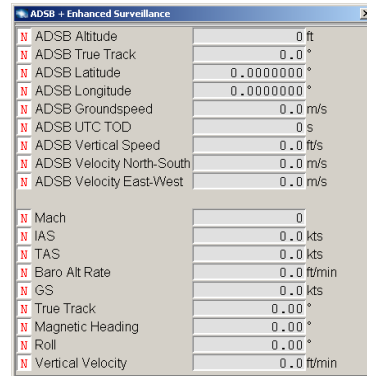 ADSB + Enhanced Surveillance
N ADSB Altitude 0 ft
N ADSB True Track 0.0 °
N ADSB Latitude 0.0000000 °
N ADSB Longitude 0.0000000 °
N ADSB Groundspeed 0.0 m/s
N ADSB UTC TOD 0 s
N ADSB Vertical Speed 0.0 ft/s
N ADSB Velocity North-South 0.0 m/s
N ADSB Velocity East-West 0.0 m/s
N Mach 0
N IAS 0.0 kts
N TAS 0.0 kts
N Baro Alt Rate 0.0 ft/min
N GS 0.0 kts
N True Track 0.00 °
N Magnetic Heading 0.00 °
N Roll 0.00 °
N Vertical Velocity 0.0 ft/min